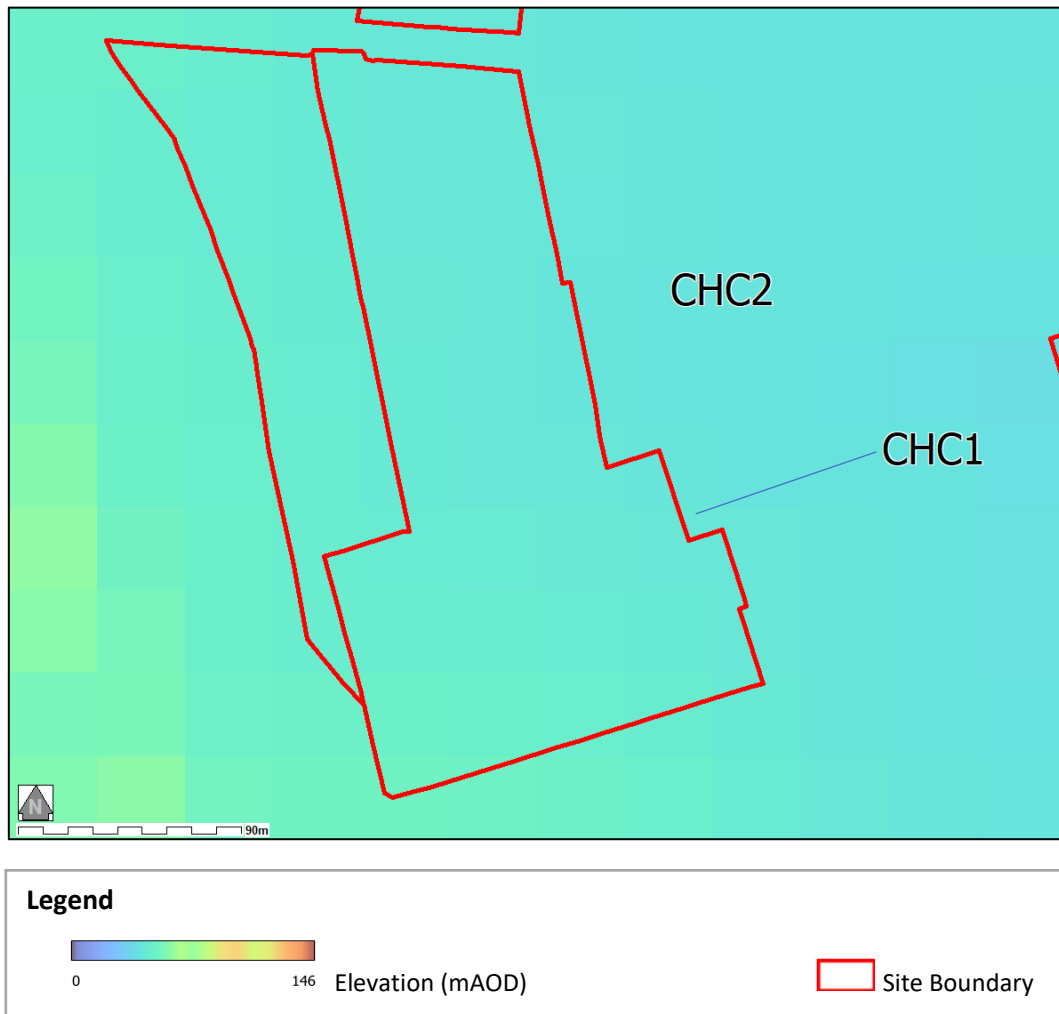 CHC2
CHC1
N
90m
Legend
0
146
Elevation (mAOD)
Site Boundary